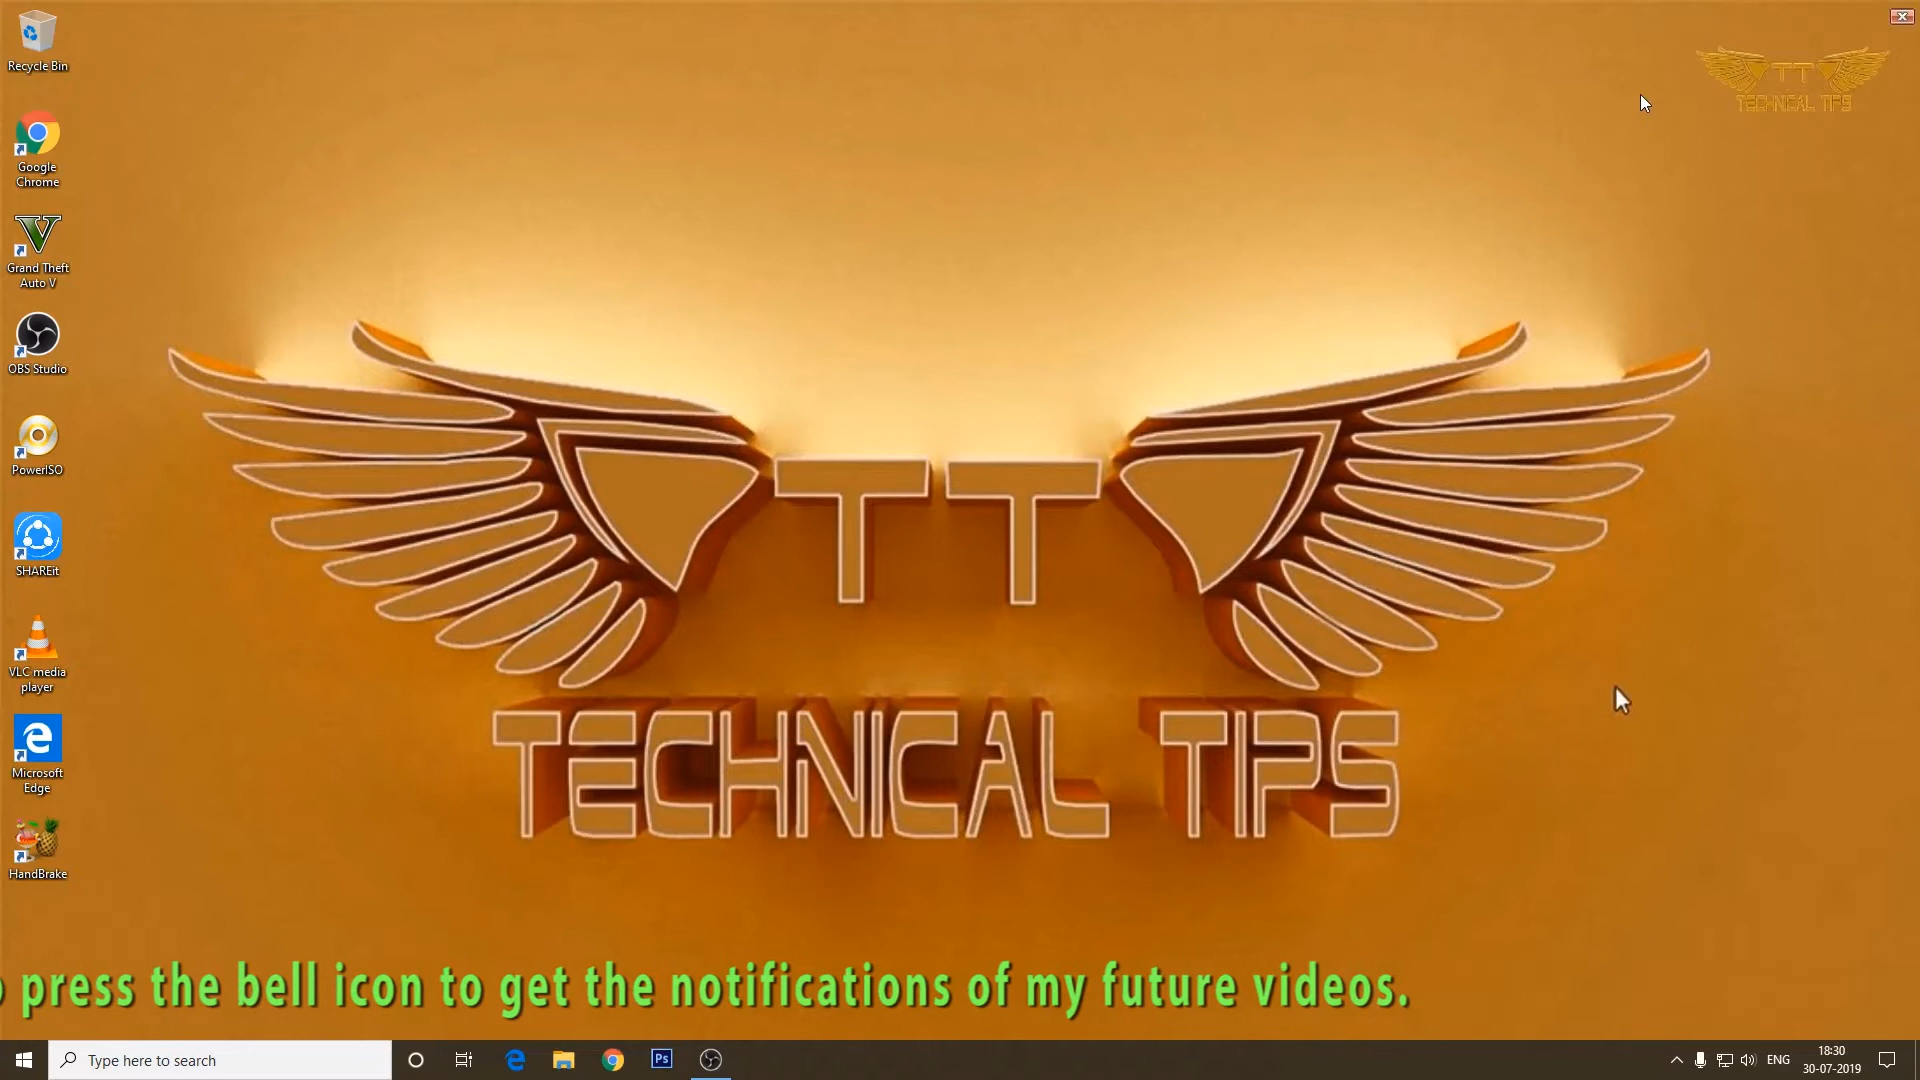 Recycle Bin
Google
Chrome
Grand Theft
Auto V
OBS Studio
PowerISO
SHAREit
VLC media
player
Microsoft
Edge
HandBrake
TT
TECHNICAL TIPS
TT
TECHNICAL TIPS
press the bell icon to get the notifications of my future videos.
Type here to search
Ps
ENG
18:30
30-07-2019